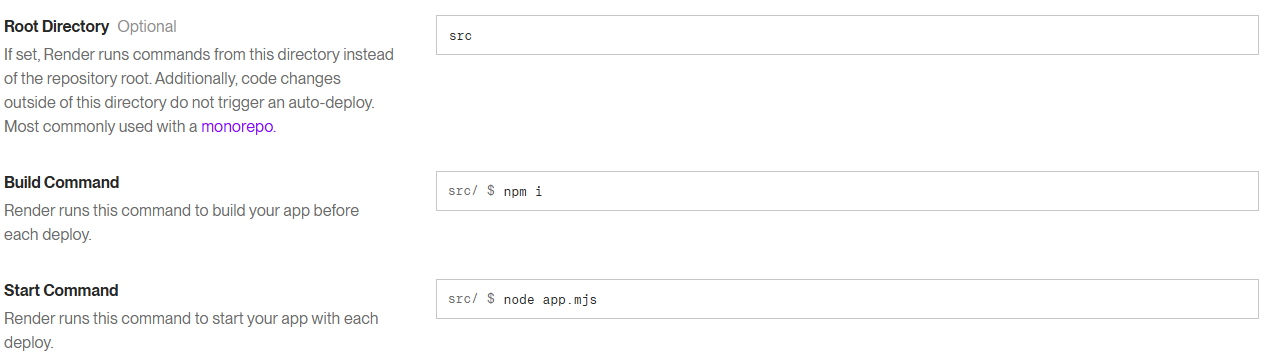 Root Directory Optional
src
If set, Render runs commands from this directory instead
of the repository root. Additionally, code changes
outside of this directory do not trigger an auto-deploy.
Most commonly used with a monorepo.
Build Command
src/ $ npm i
Render runs this command to build your app before
each deploy.
Start Command
src/ $ node app.mjs
Render runs this command to start your app with each
deploy.